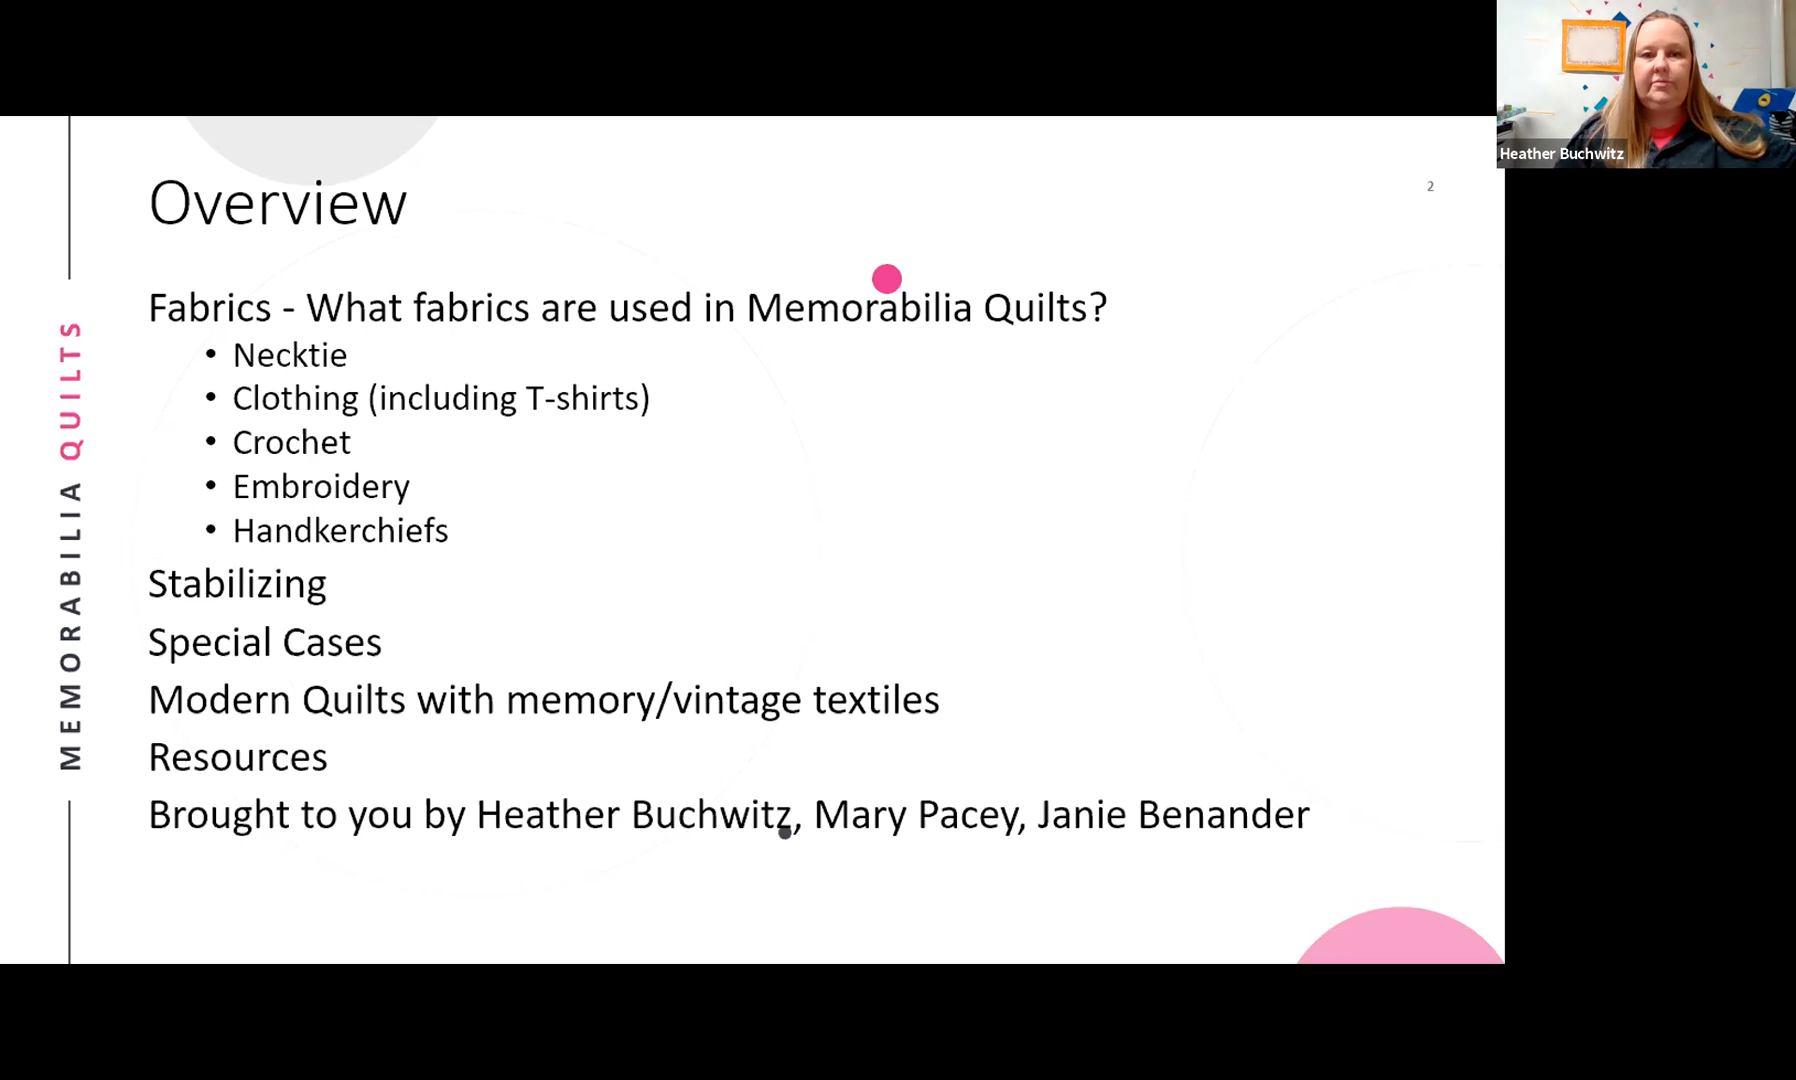 Heather Buchwitz
2
Overview
MEMORABILIA QUILTS
Fabrics - What fabrics are used in Memorabilia Quilts?
• Necktie
• Clothing (including T-shirts)
• Crochet
• Embroidery
• Handkerchiefs
Stabilizing
Special Cases
Modern Quilts with memory/vintage textiles
Resources
Brought to you by Heather Buchwitz, Mary Pacey, Janie Benander